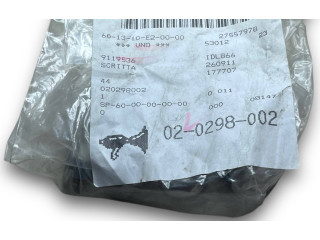 60-13-10-E2-00-00 27557978
*** UNO *** 53012 23
9119536 IDL866
SCRITTA 260911
177707
44
020298002
1 0 011
SP-60-00-00-00-00 000
02-0298-002